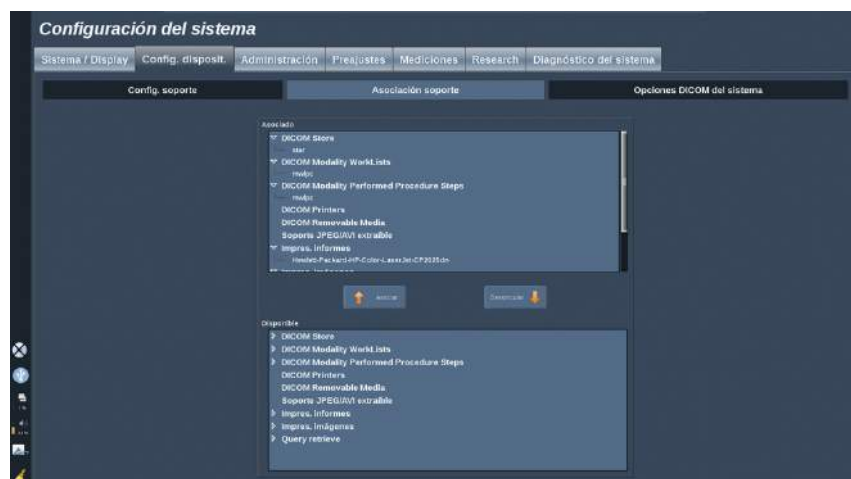 Configuración del sistema
Sistema / Display Config. disposit. Administración Preajustes Mediciones Research Diagnóstico del sistema
Config. soporte Asociación soporte Opciones DICOM del sistema
Asociado
DICOM Store
DICOM Modality WorkLists
DICOM Modality Performed Procedure Steps
DICOM Printers
DICOM Removable Media
Soporte JPEG/AVI extraíble
Impres. informes
Hewlett-Packard-HP-Color-LaserJet-CP2025dn
Impres. imágenes
Asociar Desasociar
Disponible
DICOM Store
DICOM Modality WorkLists
DICOM Modality Performed Procedure Steps
DICOM Printers
DICOM Removable Media
Soporte JPEG/AVI extraíble
Impres. informes
Impres. imágenes
Query retrieve